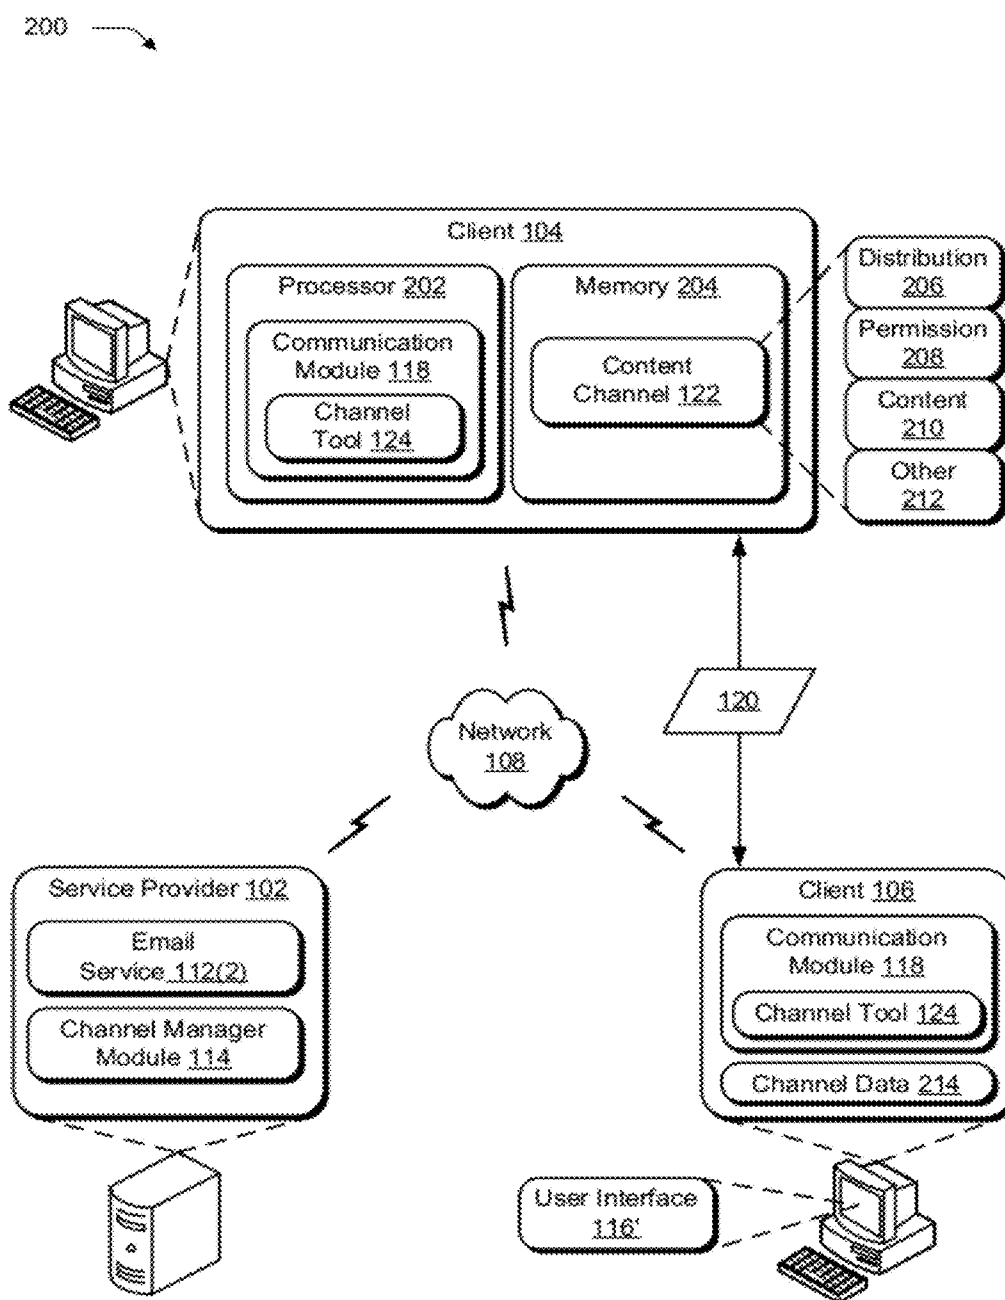 200
Client 104
Processor 202
Communication
Module 118
Channel
Tool 124
Memory 204
Content
Channel 122
Distribution
206
Permission
208
Content
210
Other
212
120
Network
108
Service Provider 102
Email
Service 112(2)
Channel Manager
Module 114
Client 106
Communication
Module 118
Channel Tool 124
Channel Data 214
User Interface
116'